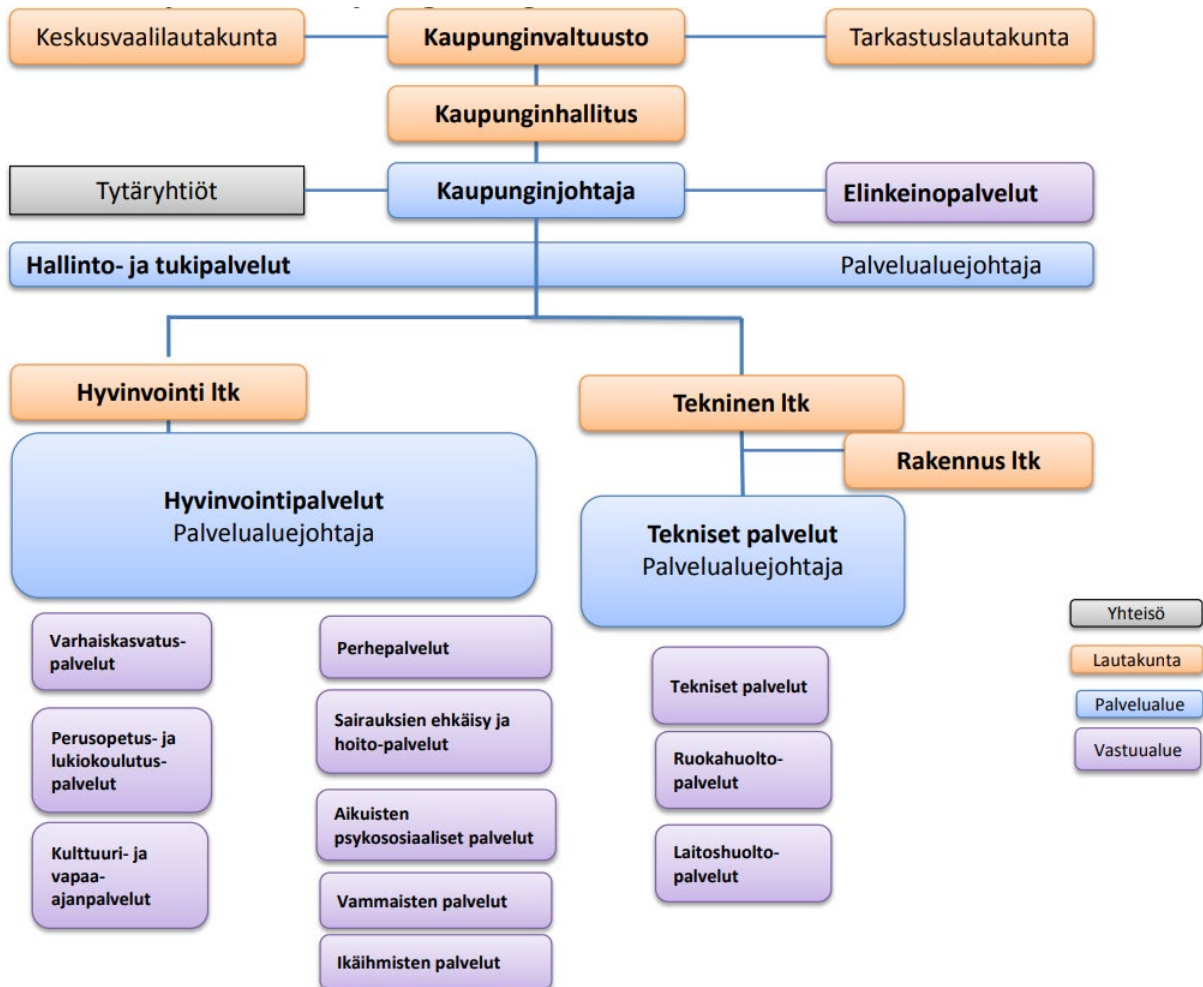 Keskusvaalilautakunta
Kaupunginvaltuusto
Tarkastuslautakunta
Kaupunginhallitus
Tytäryhtiöt
Kaupunginjohtaja
Elinkeinopalvelut
Hallinto- ja tukipalvelut
Palvelualuejohtaja
Hyvinvointi ltk
Tekninen ltk
Rakennus ltk
Hyvinvointipalvelut
Palvelualuejohtaja
Tekniset palvelut
Palvelualuejohtaja
Varhaiskasvatus-
palvelut
Perusopetus- ja
lukiokoulutus-
palvelut
Kulttuuri- ja
vapaa-
ajanpalvelut
Perhepalvelut
Sairauksien ehkäisy ja
hoito-palvelut
Aikuisten
psykososiaaliset palvelut
Vammaisten palvelut
Ikäihmisten palvelut
Tekniset palvelut
Ruokahuolto-
palvelut
Laitoshuolto-
palvelut
Yhteisö
Lautakunta
Palvelualue
Vastuualue